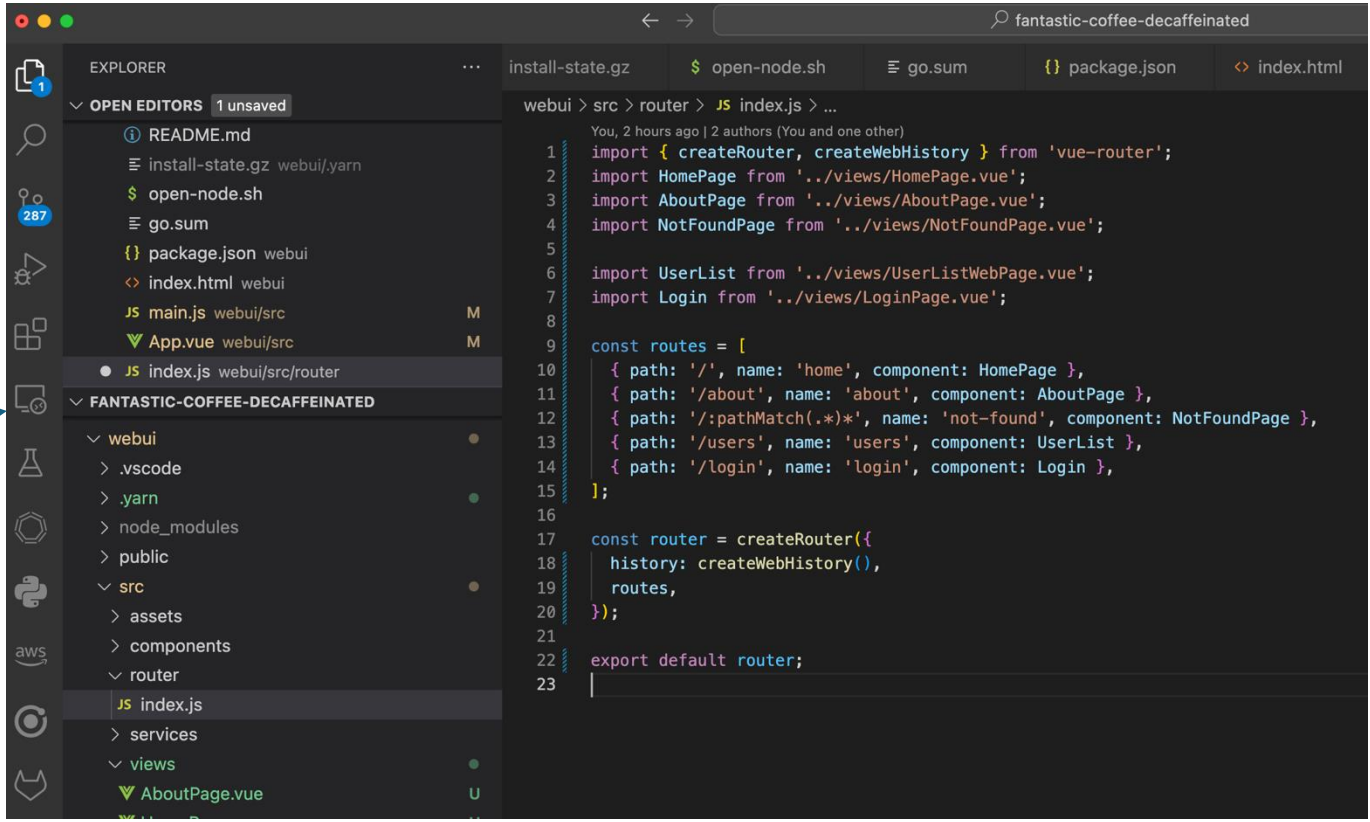 fantastic-coffee-decaffeinated
1
287
aws
EXPLORER
OPEN EDITORS 1 unsaved
README.md
install-state.gz webui/.yarn
$ open-node.sh
go.sum
{} package.json webui
<> index.html webui
JS main.js webui/src M
App.vue webui/src M
JS index.js webui/src/router
FANTASTIC-COFFEE-DECAFFEINATED
webui
.vscode
.yarn
node_modules
public
src
assets
components
router
JS index.js
services
views
AboutPage.vue U
install-state.gz $ open-node.sh go.sum {} package.json <> index.html
webui > src > router > JS index.js > ...
You, 2 hours ago | 2 authors (You and one other)
1 import { createRouter, createWebHistory } from 'vue-router';
2 import HomePage from '../views/HomePage.vue';
3 import AboutPage from '../views/AboutPage.vue';
4 import NotFoundPage from '../views/NotFoundPage.vue';
5
6 import UserList from '../views/UserListWebPage.vue';
7 import Login from '../views/LoginPage.vue';
8
9 const routes = [
10 { path: '/', name: 'home', component: HomePage },
11 { path: '/about', name: 'about', component: AboutPage },
12 { path: '/:pathMatch(.*)*', name: 'not-found', component: NotFoundPage },
13 { path: '/users', name: 'users', component: UserList },
14 { path: '/login', name: 'login', component: Login },
15 ];
16
17 const router = createRouter({
18 history: createWebHistory(),
19 routes,
20 });
21
22 export default router;
23